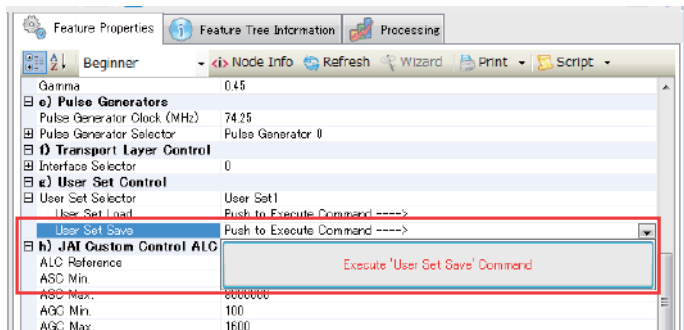 Feature Properties Feature Tree Information Processing
Beginner <i> Node Info Refresh Wizard Print Script
Gamma 0.45
e) Pulse Generators
Pulse Generator Clock (MHz) 74.25
Pulse Generator Selector Pulse Generator 0
f) Transport Layer Control
Interface Selector 0
g) User Set Control
User Set Selector User Set1
User Set Load Push to Execute Command ---->
User Set Save Push to Execute Command ---->
h) JAI Custom Control ALC
ALC Reference
Execute 'User Set Save' Command
ASC Min.
ASC Max.
AGC Min. 100
AGC Max. 1600